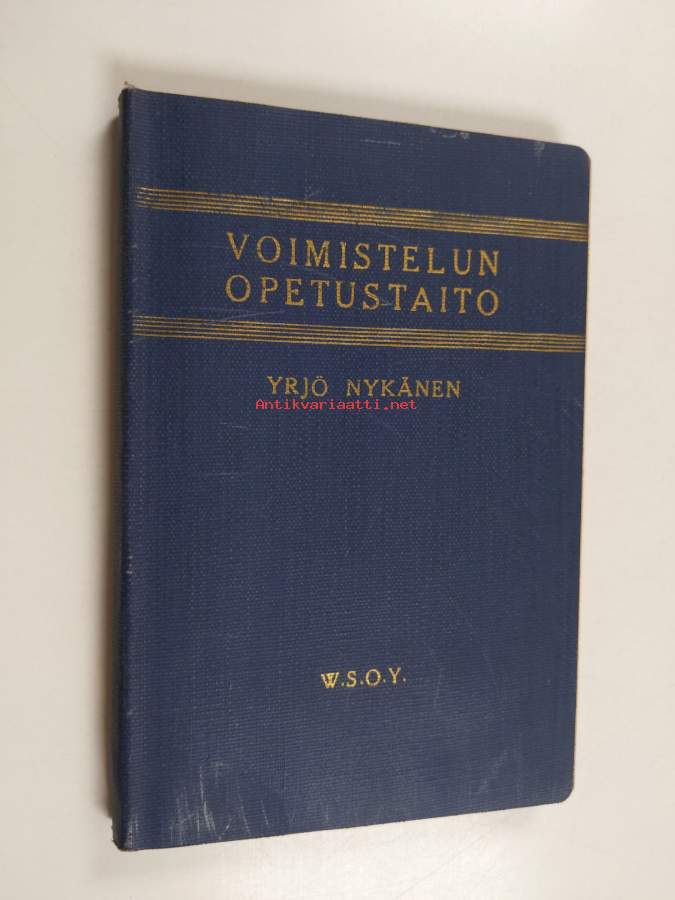 VOIMISTELUN
OPETUSTAITO
YRJÖ NYKÄNEN
Antikvariaatti.net
W.S.O.Y.